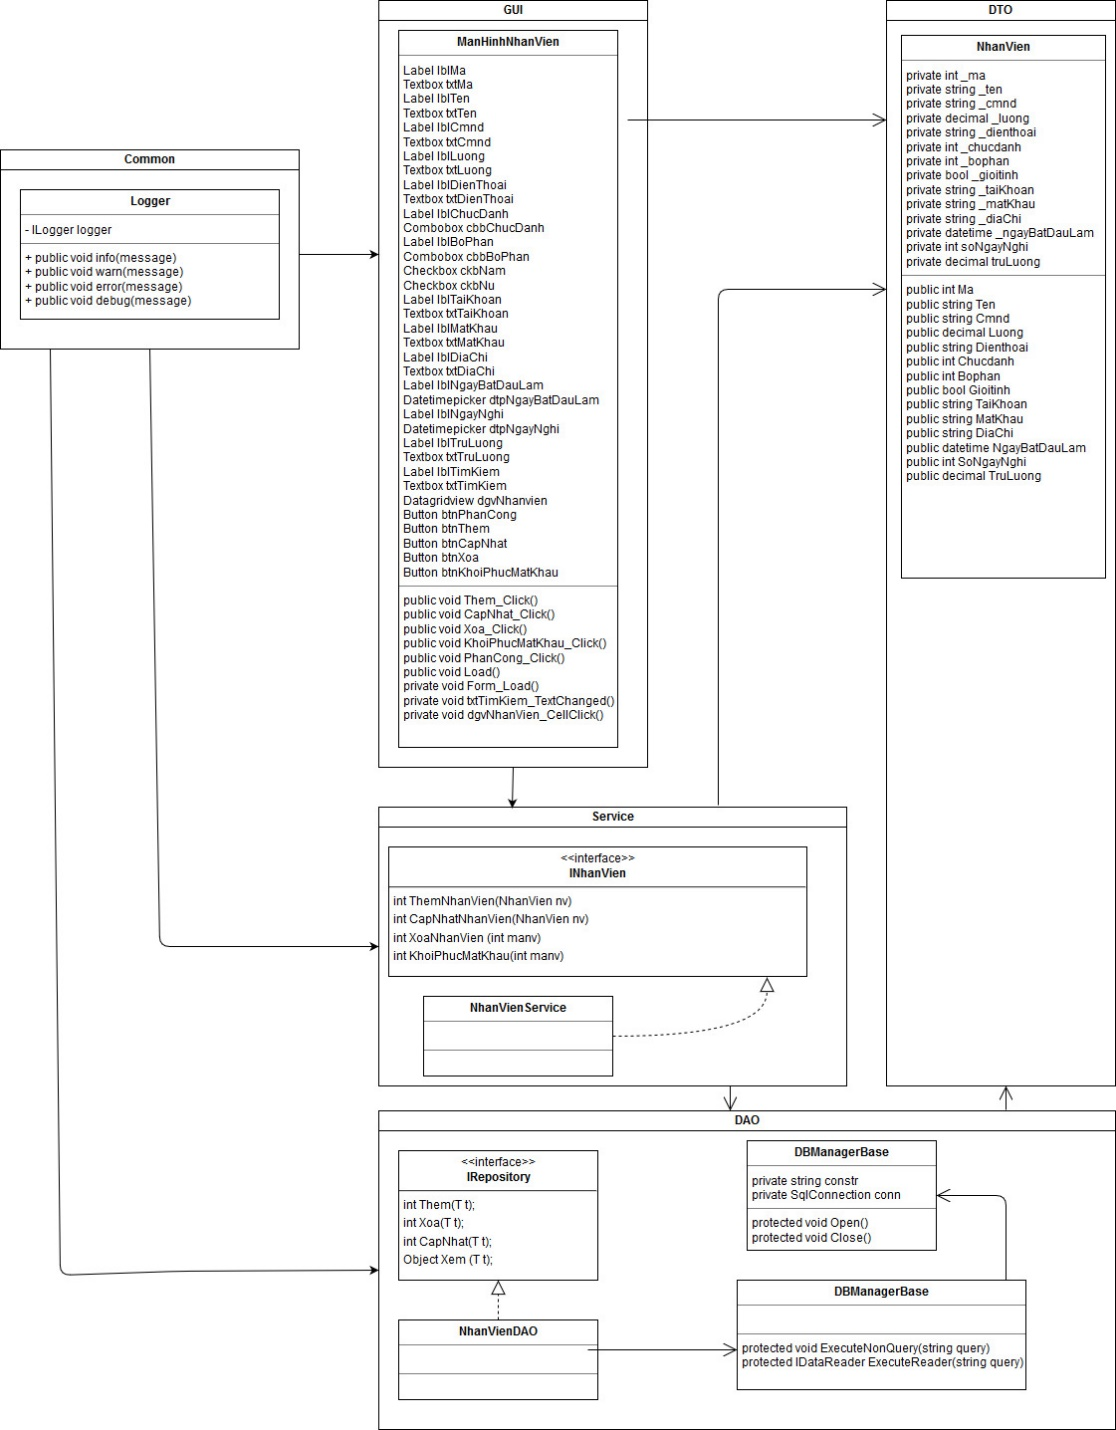 GUI
ManHinhNhanVien
Label lblMa
Textbox txtMa
Label lblTen
Textbox txtTen
Label lblCmnd
Textbox txtCmnd
Label lblLuong
Textbox txtLuong
Label lblDienThoai
Textbox txtDienThoai
Label lblChucDanh
Combobox cbbChucDanh
Label lblBoPhan
Combobox cbbBoPhan
Checkbox ckbNam
Checkbox ckbNu
Label lblTaiKhoan
Textbox txtTaiKhoan
Label lblMatKhau
Textbox txtMatKhau
Label lblDiaChi
Textbox txtDiaChi
Label lblNgayBatDauLam
Datetimepicker dtpNgayBatDauLam
Label lblNgayNghi
Datetimepicker dtpNgayNghi
Label lblTruLuong
Textbox txtTruLuong
Label lblTimKiem
Textbox txtTimKiem
Datagridview dgvNhanvien
Button btnPhanCong
Button btnThem
Button btnCapNhat
Button btnXoa
Button btnKhoiPhucMatKhau
public void Them_Click()
public void CapNhat_Click()
public void Xoa_Click()
public void KhoiPhucMatKhau_Click()
public void PhanCong_Click()
public void Load()
private void Form_Load()
private void txtTimKiem_TextChanged()
private void dgvNhanVien_CellClick()
DTO
NhanVien
private int _ma
private string _ten
private string _cmnd
private decimal _luong
private string _dienthoai
private int _chucdanh
private int _bophan
private bool _gioitinh
private string _taiKhoan
private string _matKhau
private string _diaChi
private datetime _ngayBatDauLam
private int soNgayNghi
private decimal truLuong
public int Ma
public string Ten
public string Cmnd
public decimal Luong
public string Dienthoai
public int Chucdanh
public int Bophan
public bool Gioitinh
public string TaiKhoan
public string MatKhau
public string DiaChi
public datetime NgayBatDauLam
public int SoNgayNghi
public decimal TruLuong
Common
Logger
- ILogger logger
+ public void info(message)
+ public void warn(message)
+ public void error(message)
+ public void debug(message)
Service
<<interface>>
INhanVien
int ThemNhanVien(NhanVien nv)
int CapNhatNhanVien(NhanVien nv)
int XoaNhanVien (int manv)
int KhoiPhucMatKhau(int manv)
NhanVienService
DAO
<<interface>>
IRepository
int Them(T t);
int Xoa(T t);
int CapNhat(T t);
Object Xem (T t);
NhanVienDAO
DBManagerBase
private string constr
private SqlConnection conn
protected void Open()
protected void Close()
DBManagerBase
protected void ExecuteNonQuery(string query)
protected IDataReader ExecuteReader(string query)